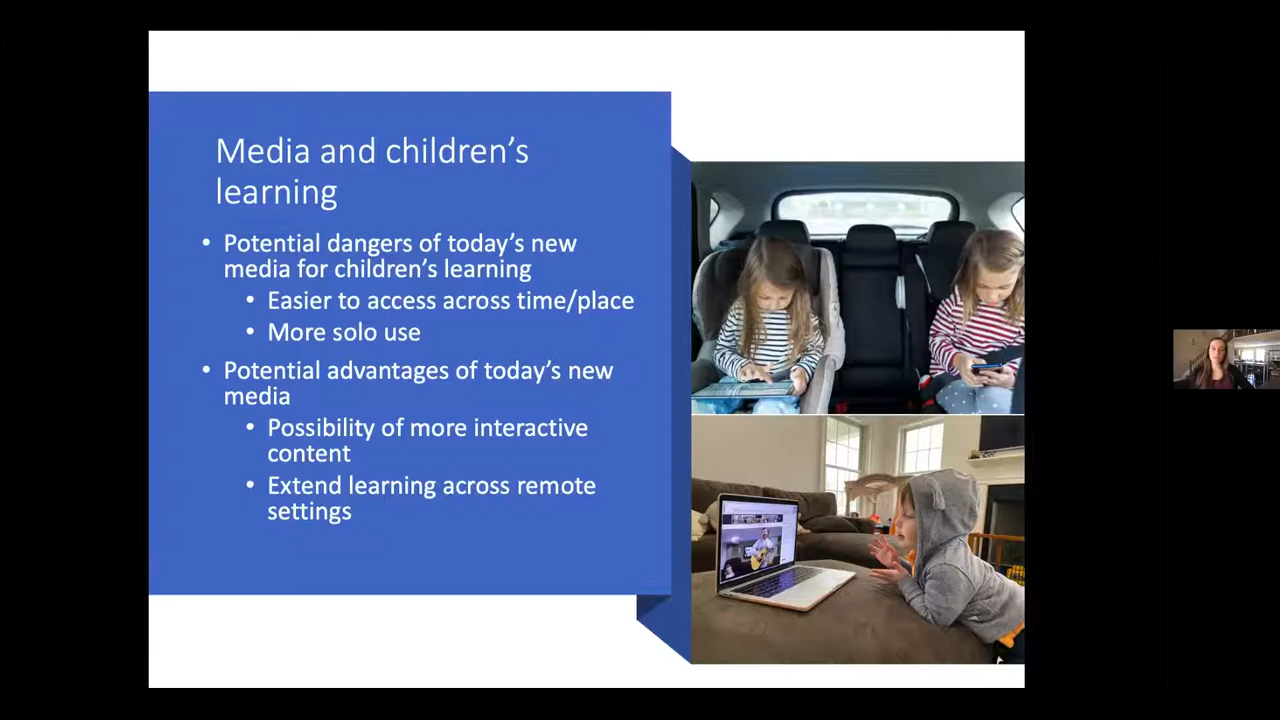 Media and children's
learning
• Potential dangers of today's new
media for children's learning
• Easier to access across time/place
• More solo use
• Potential advantages of today's new
media
• Possibility of more interactive
content
• Extend learning across remote
settings